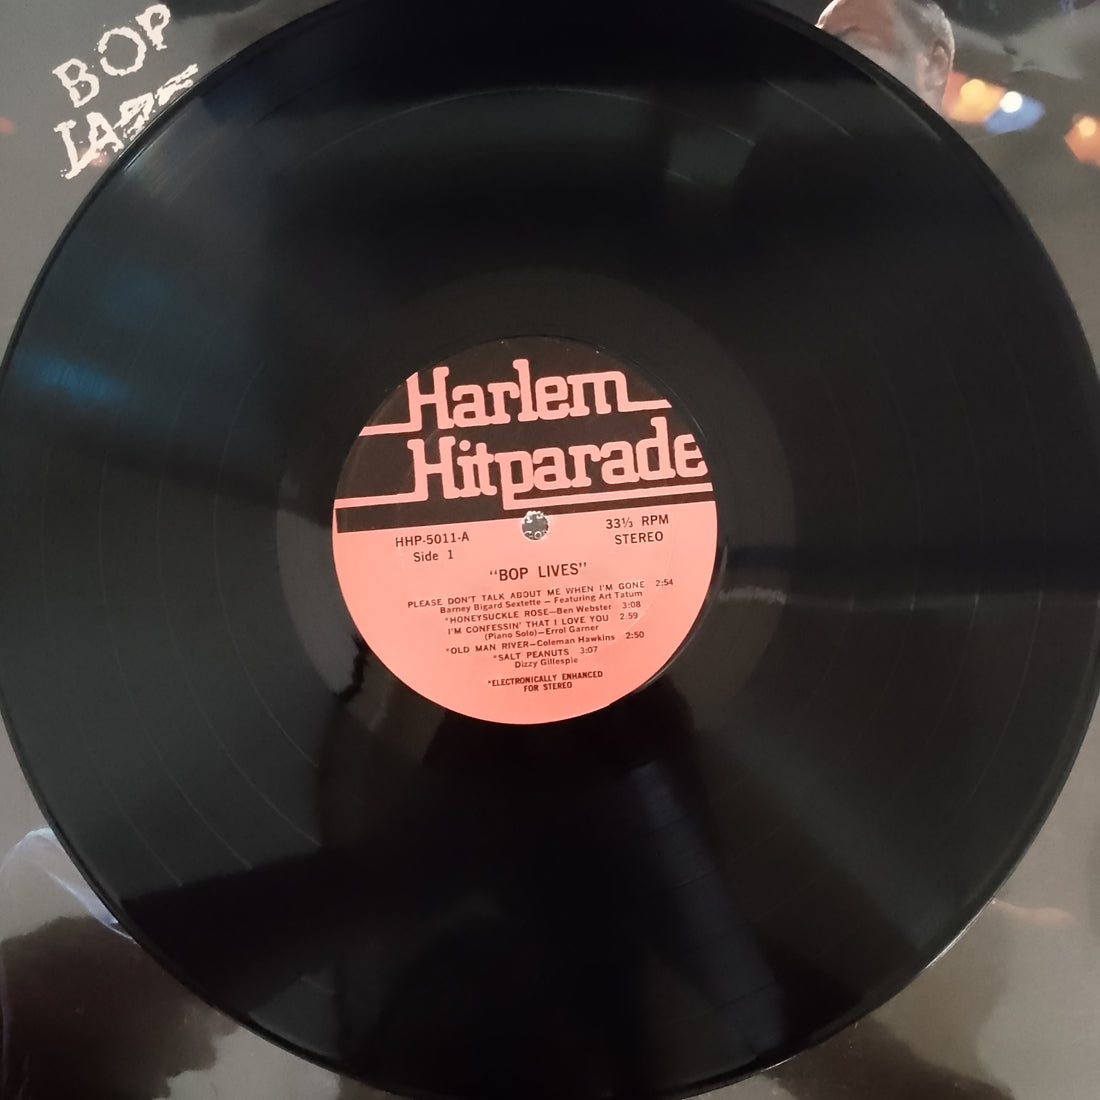 BOP
JAZZ
Harlem
Hitparade
HHP-5011-A
Side 1
33⅓ RPM
STEREO
"BOP LIVES"
PLEASE DON'T TALK ABOUT ME WHEN I'M GONE 2:54
Barney Bigard Sextette – Featuring Art Tatum
*HONEYSUCKLE ROSE—Ben Webster 3:08
I'M CONFESSIN' THAT I LOVE YOU 2:59
(Piano Solo)—Errol Garner
*OLD MAN RIVER—Coleman Hawkins 2:50
*SALT PEANUTS 3:07
Dizzy Gillespie
*ELECTRONICALLY ENHANCED
FOR STEREO